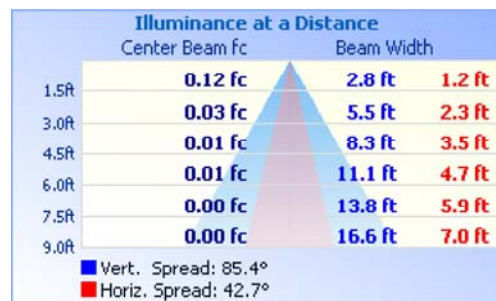 Illuminance at a Distance
Center Beam fc Beam Width
1.5ft 0.12 fc 2.8 ft 1.2 ft
3.0ft 0.03 fc 5.5 ft 2.3 ft
4.5ft 0.01 fc 8.3 ft 3.5 ft
6.0ft 0.01 fc 11.1 ft 4.7 ft
7.5ft 0.00 fc 13.8 ft 5.9 ft
9.0ft 0.00 fc 16.6 ft 7.0 ft
Vert. Spread: 85.4°
Horiz. Spread: 42.7°